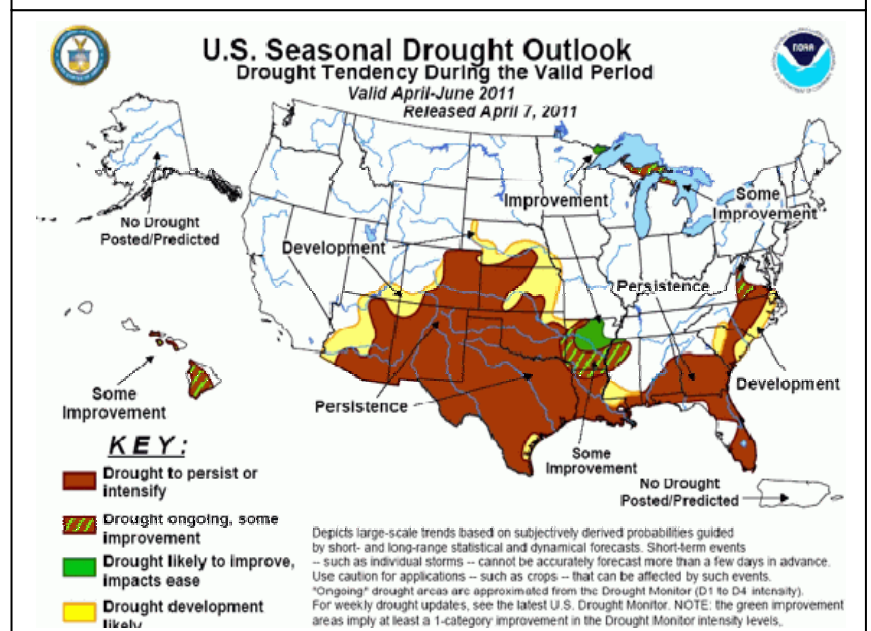 NOAA
U.S. Seasonal Drought Outlook
Drought Tendency During the Valid Period
Valid April-June 2011
Released April 7, 2011
No Drought
Posted/Predicted
Development
Improvement
Some
Improvement
Persistence
Some
Improvement
Persistence
Development
Some
Improvement
No Drought
Posted/Predicted
KEY:
Drought to persist or
intensify
Drought ongoing, some
improvement
Drought likely to improve,
impacts ease
Drought development
likely
Depicts large-scale trends based on subjectively derived probabilities guided
by short- and long-range statistical and dynamical forecasts. Short-term events
-- such as individual storms -- cannot be accurately forecast more than a few days in advance.
Use caution for applications -- such as crops -- that can be affected by such events.
"Ongoing" drought areas are approximated from the Drought Monitor (D1 to D4 intensity).
For weekly drought updates, see the latest U.S. Drought Monitor. NOTE: the green improvement
areas imply at least a 1-category improvement in the Drought Monitor intensity levels,